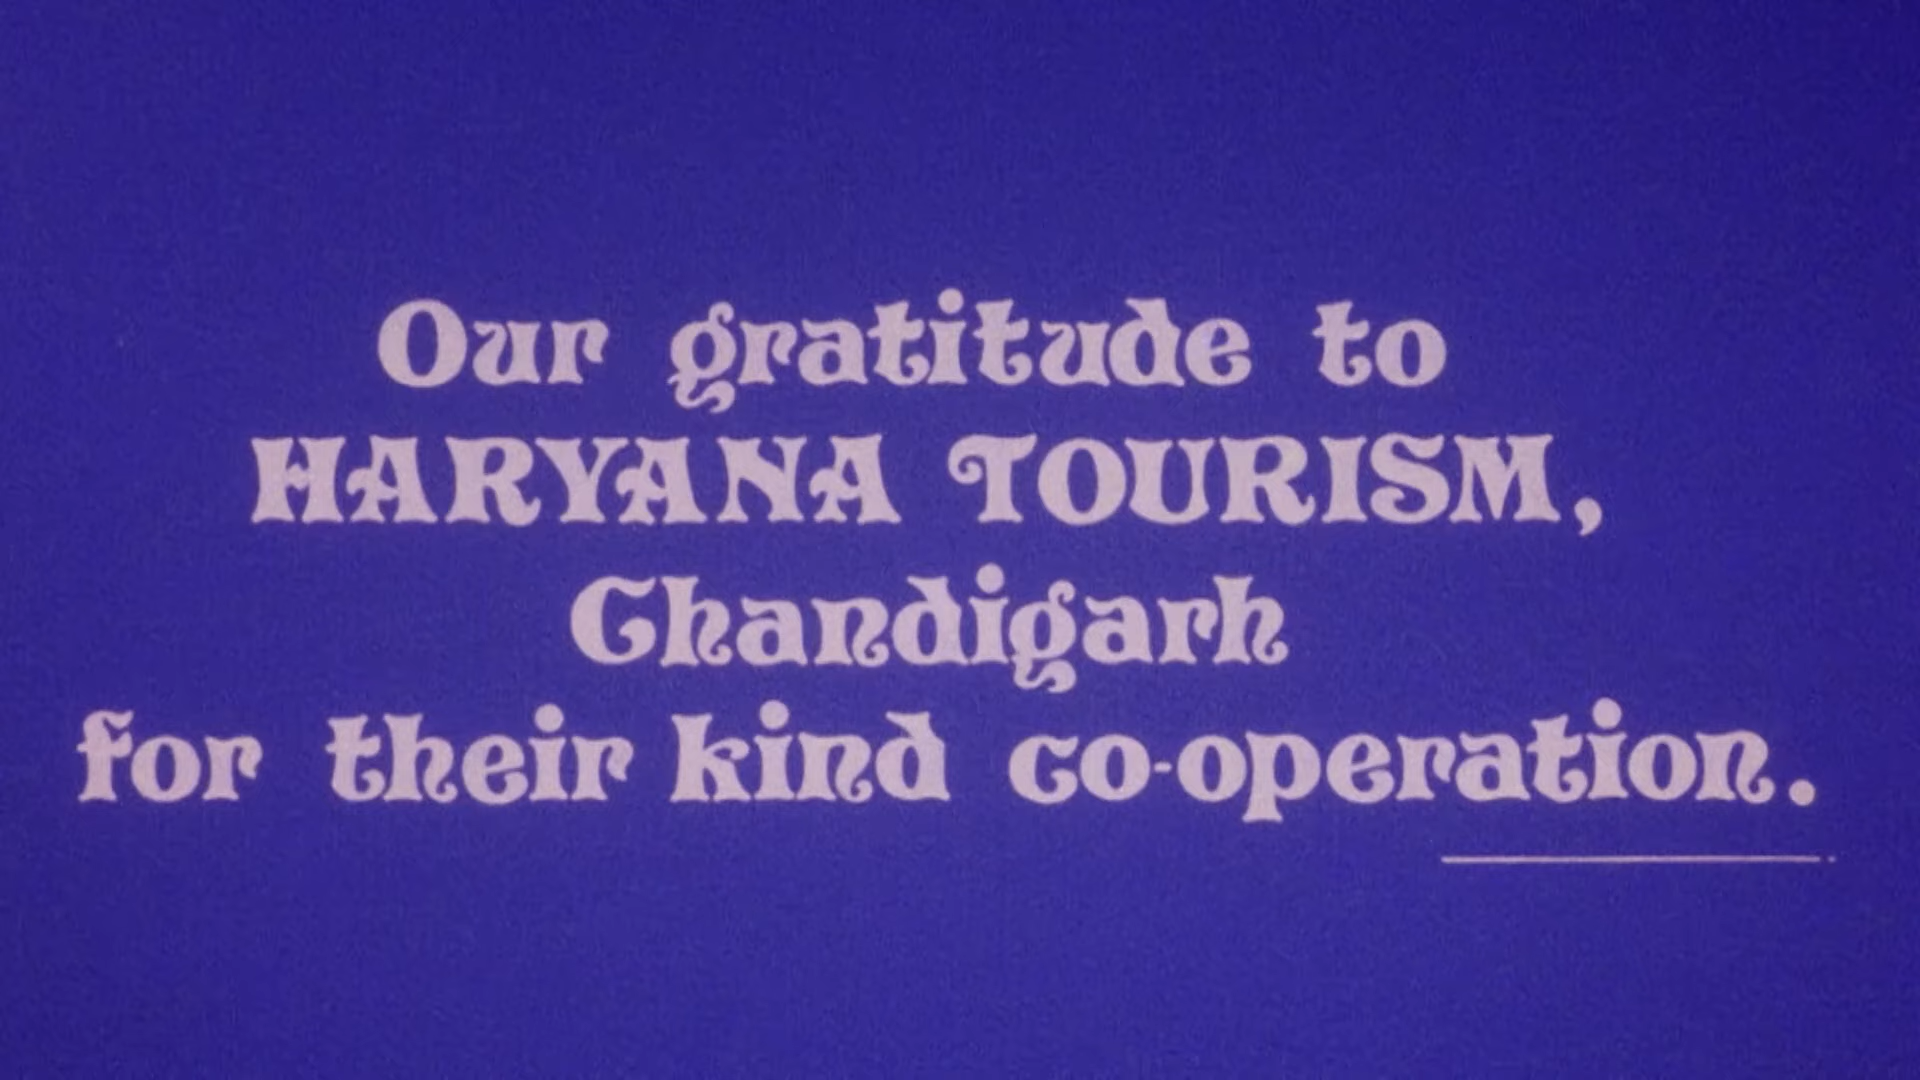 Our gratitude to
HARYANA TOURISM,
Chandigarh
for their kind co-operation.